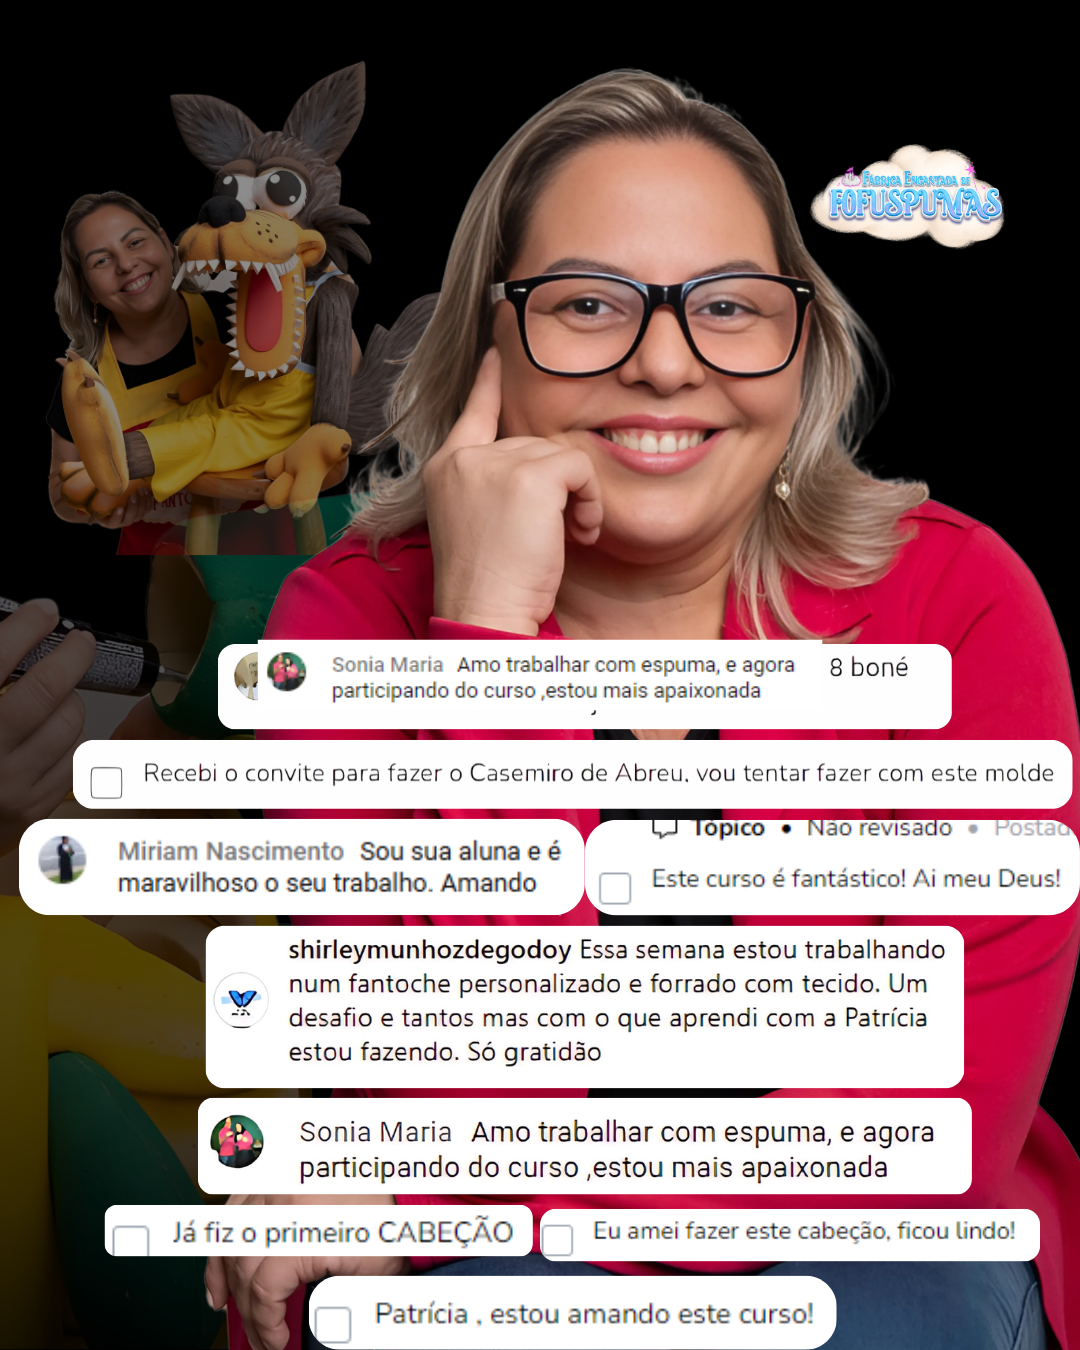 FÁBRICA ENCANTADA DE
FOFUSPUMAS
Sonia Maria Amo trabalhar com espuma, e agora
participando do curso ,estou mais apaixonada
8 boné
Recebi o convite para fazer o Casemiro de Abreu, vou tentar fazer com este molde
Miriam Nascimento Sou sua aluna e é
maravilhoso o seu trabalho. Amando
Tópico • Não revisado • Postad
Este curso é fantástico! Ai meu Deus!
shirleymunhozdegodoy Essa semana estou trabalhando
num fantoche personalizado e forrado com tecido. Um
desafio e tantos mas com o que aprendi com a Patrícia
estou fazendo. Só gratidão
Sonia Maria Amo trabalhar com espuma, e agora
participando do curso ,estou mais apaixonada
Já fiz o primeiro CABEÇÃO
Eu amei fazer este cabeção, ficou lindo!
Patrícia , estou amando este curso!